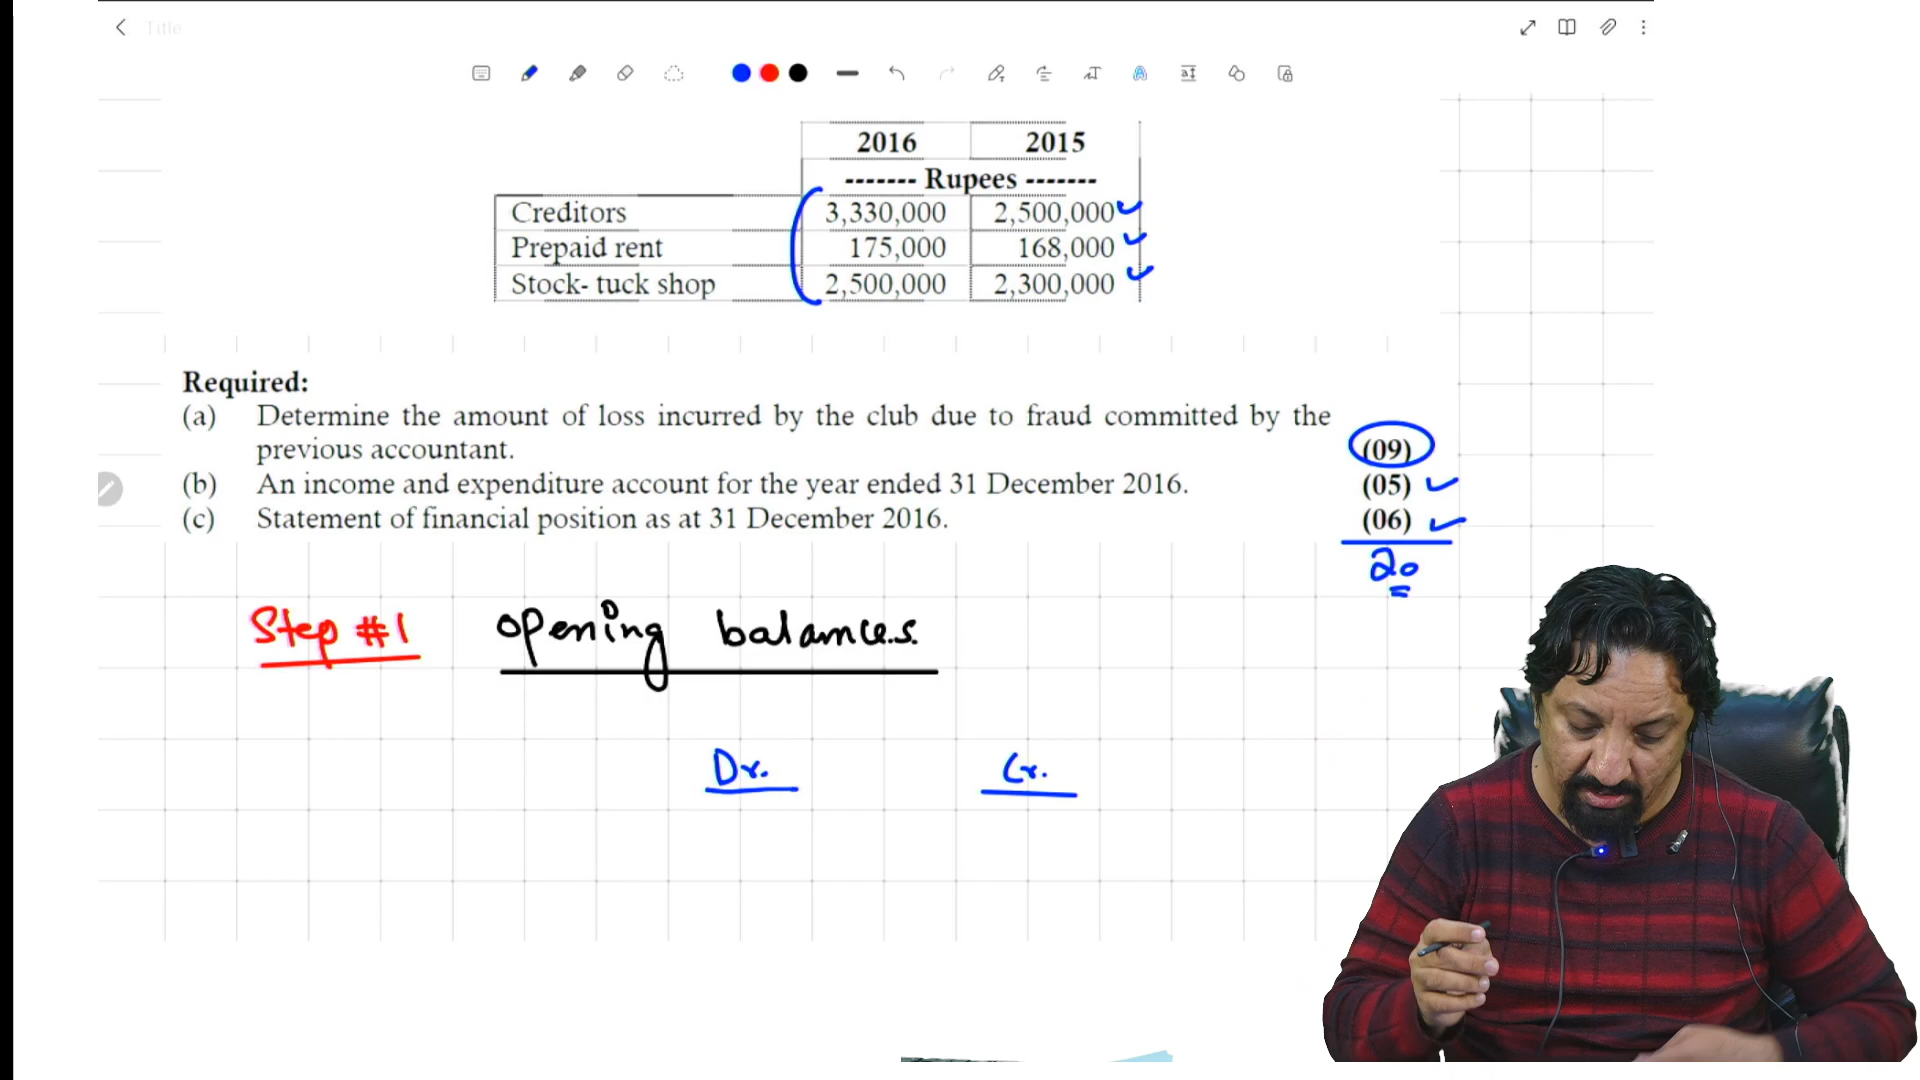 Title
2016 2015
------- Rupees -------
Creditors 3,330,000 2,500,000
Prepaid rent 175,000 168,000
Stock- tuck shop 2,500,000 2,300,000
Required:
(a) Determine the amount of loss incurred by the club due to fraud committed by the
previous accountant. (09)
(b) An income and expenditure account for the year ended 31 December 2016. (05)
(c) Statement of financial position as at 31 December 2016. (06)
20
Step #1 opening balances.
Dr. Cr.